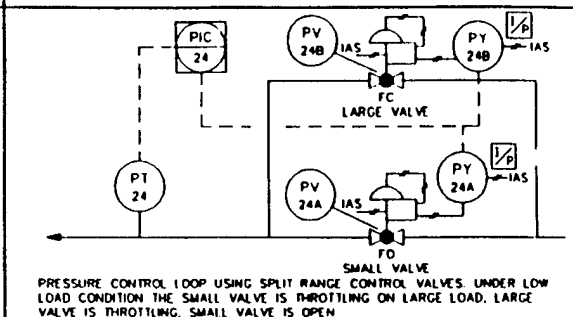 PIC
24
PV
24B
IAS
PY
24B
I/P
IAS
FC
LARGE VALVE
PT
24
PV
24A
IAS
PY
24A
I/P
IAS
FO
SMALL VALVE
PRESSURE CONTROL LOOP USING SPLIT RANGE CONTROL VALVES. UNDER LOW
LOAD CONDITION THE SMALL VALVE IS THROTTLING ON LARGE LOAD, LARGE
VALVE IS THROTTLING, SMALL VALVE IS OPEN